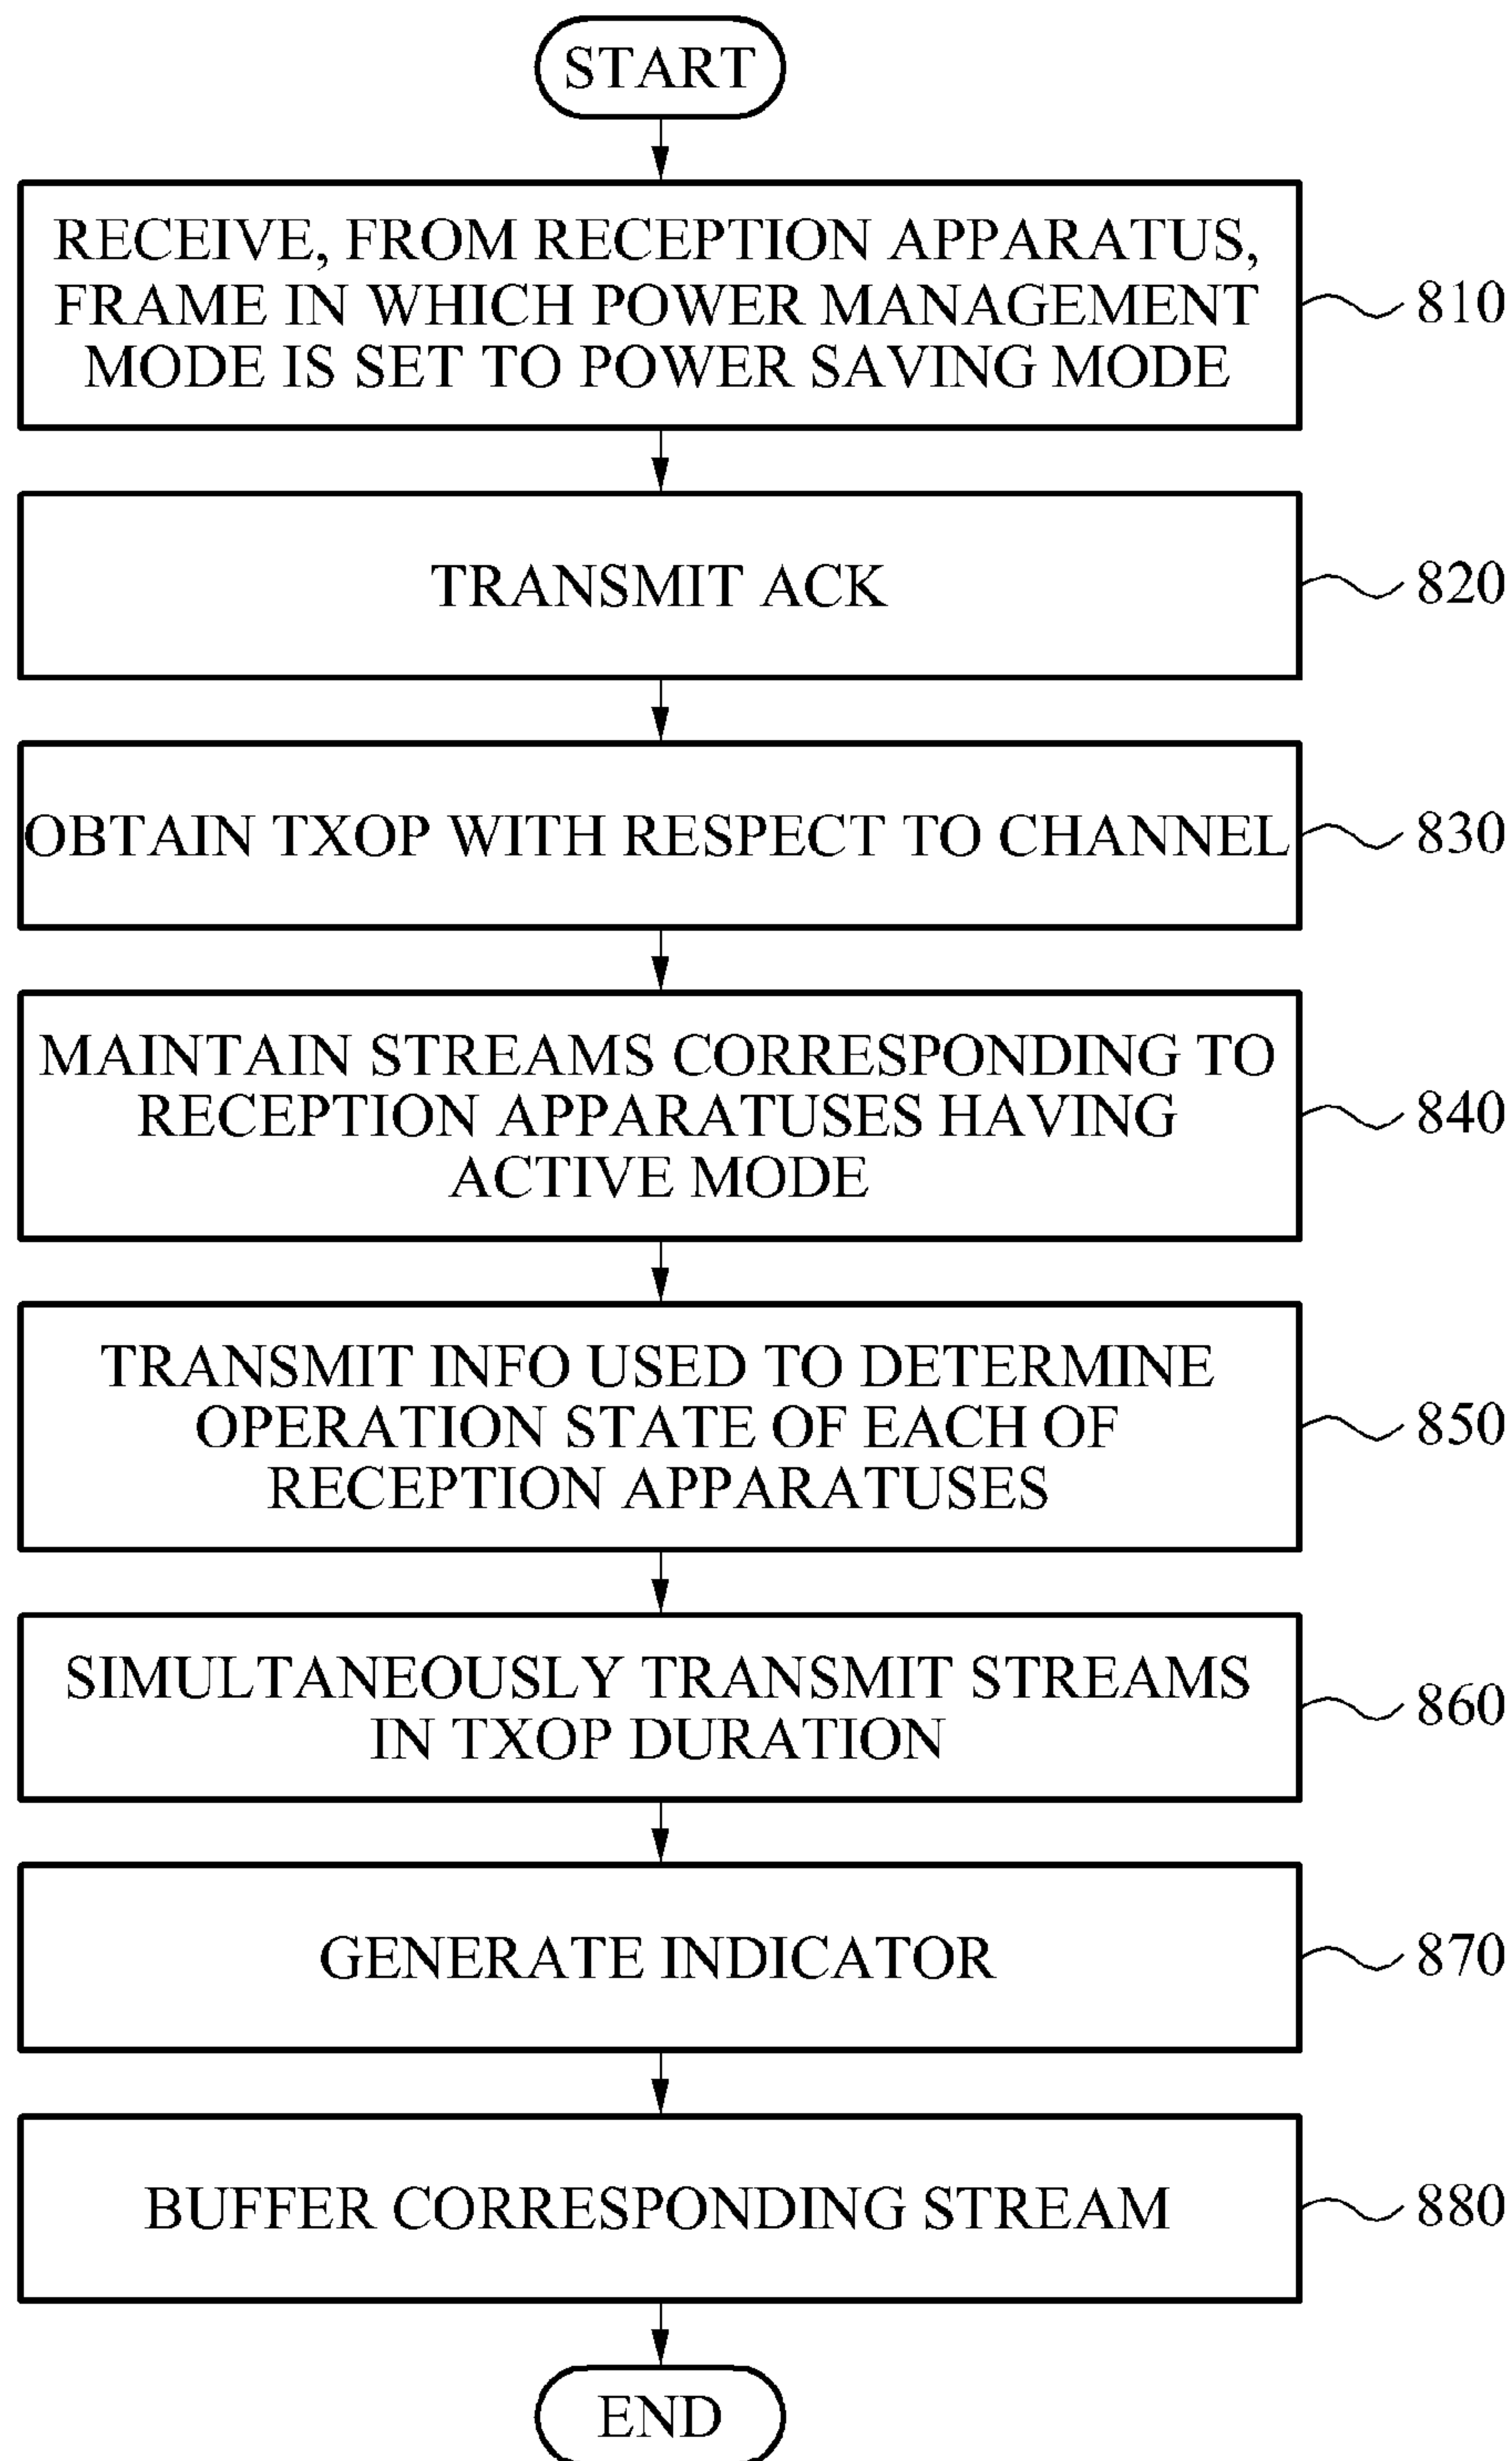 START
RECEIVE, FROM RECEPTION APPARATUS,
FRAME IN WHICH POWER MANAGEMENT
MODE IS SET TO POWER SAVING MODE
810
TRANSMIT ACK
820
OBTAIN TXOP WITH RESPECT TO CHANNEL
830
MAINTAIN STREAMS CORRESPONDING TO
RECEPTION APPARATUSES HAVING
ACTIVE MODE
840
TRANSMIT INFO USED TO DETERMINE
OPERATION STATE OF EACH OF
RECEPTION APPARATUSES
850
SIMULTANEOUSLY TRANSMIT STREAMS
IN TXOP DURATION
860
GENERATE INDICATOR
870
BUFFER CORRESPONDING STREAM
880
END